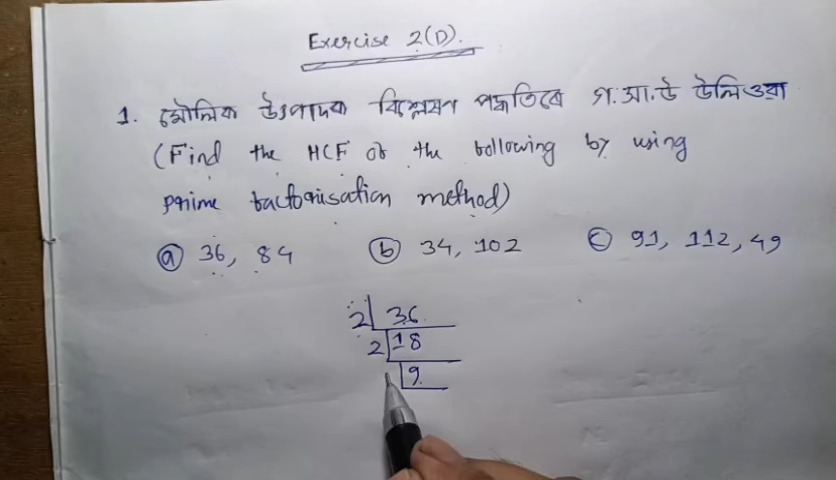 Exercise 2(D).
1. মৌলিক উৎপাদক বিশ্লেষণ পদ্ধতিৰে গ.সা.উ উলিওৱা
(Find the HCF of the following by using
prime factorisation method)
ⓐ 36, 84 ⓑ 34, 102 ⓒ 91, 112, 49
2 36
2 18
9